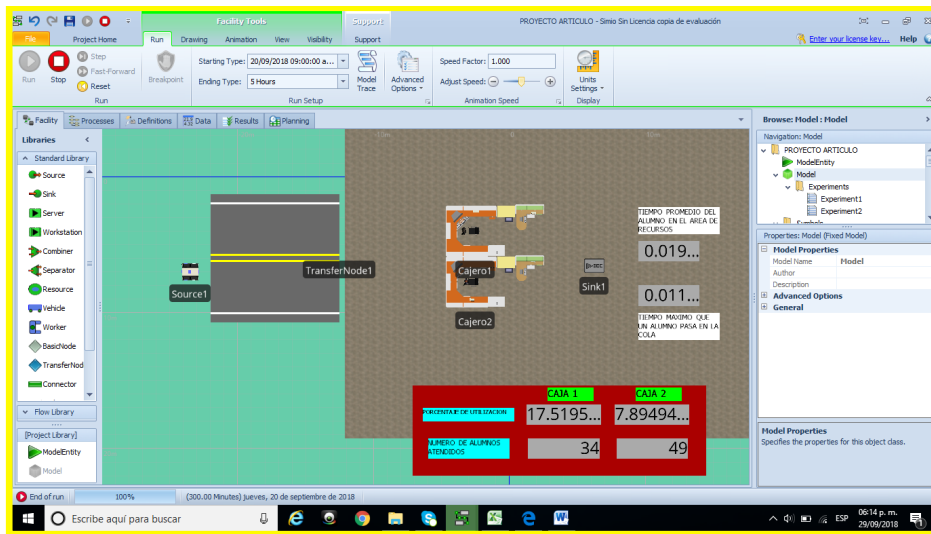 Facility Tools
Support
PROYECTO ARTICULO - Simio Sin Licencia copia de evaluación
File
Project Home
Run
Drawing
Animation
View
Visibility
Support
Enter your license key...
Help
Run
Stop
Step
Fast-Forward
Reset
Run
Breakpoint
Starting Type: 20/09/2018 09:00:00 a...
Ending Type: 5 Hours
Run Setup
Model Trace
Advanced Options
Speed Factor: 1.000
Adjust Speed:
Animation Speed
Units Settings
Display
Facility
Processes
Definitions
Data
Results
Planning
Libraries
Standard Library
Source
Sink
Server
Workstation
Combiner
Separator
Resource
Vehicle
Worker
BasicNode
TransferNod
Connector
Flow Library
[Project Library]
ModelEntity
Model
Source1
TransferNode1
Cajero1
Cajero2
Sink1
TIEMPO PROMEDIO DEL
ALUMNO EN EL AREA DE
RECURSOS
0.019...
0.011...
TIEMPO MAXIMO QUE
UN ALUMNO PASA EN LA
COLA
CAJA 1
CAJA 2
PORCENTAJE DE UTILIZACION
17.5195...
7.89494...
NUMERO DE ALUMNOS
ATENDIDOS
34
49
Browse: Model : Model
Navigation: Model
PROYECTO ARTICULO
ModelEntity
Model
Experiments
Experiment1
Experiment2
Properties: Model (Fixed Model)
Model Properties
Model Name Model
Author
Description
Advanced Options
General
Model Properties
Specifies the properties for this object class.
End of run
100%
(300.00 Minutes) jueves, 20 de septiembre de 2018
Escribe aquí para buscar
ESP
06:14 p. m.
29/09/2018